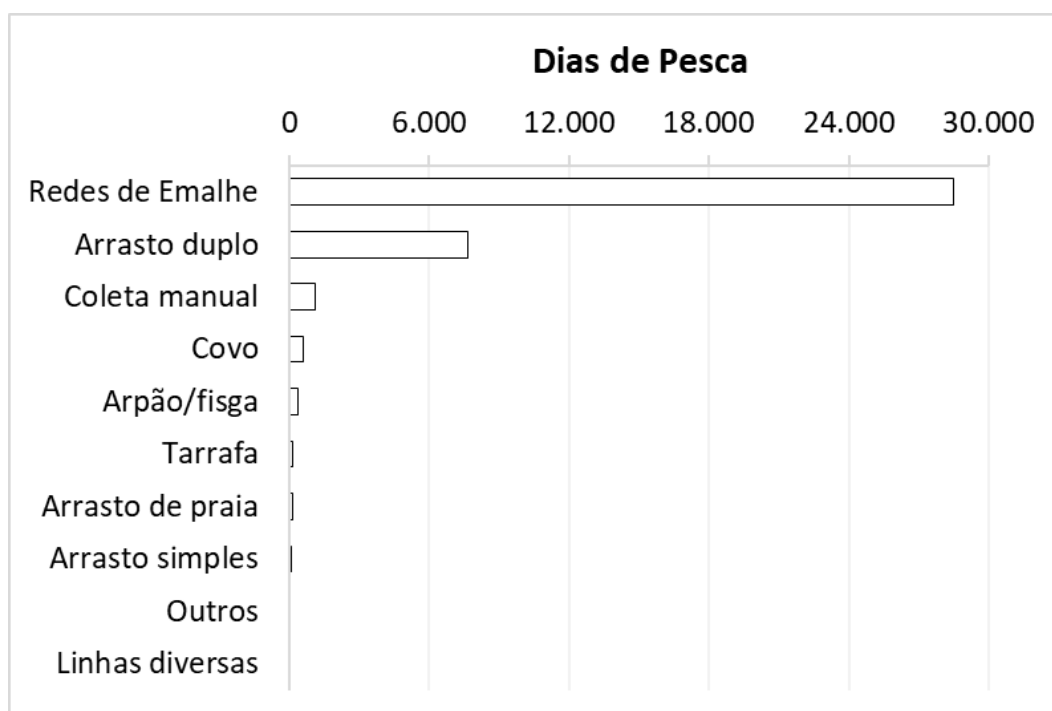 Dias de Pesca
0 6.000 12.000 18.000 24.000 30.000
Redes de Emalhe
Arrasto duplo
Coleta manual
Covo
Arpão/fisga
Tarrafa
Arrasto de praia
Arrasto simples
Outros
Linhas diversas